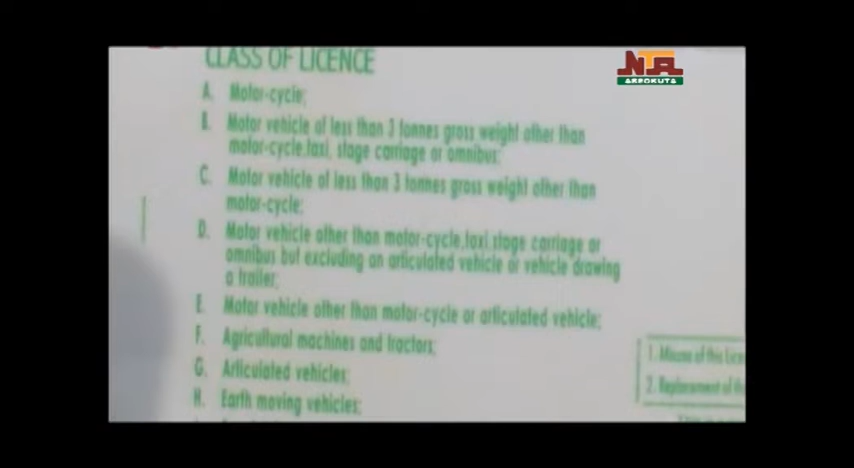 NTA
ABEOKUTA
CLASS OF LICENCE
A. Motor-cycle;
B. Motor vehicle of less than 3 tonnes gross weight other than
motor-cycle,taxi, stage carriage or omnibus;
C. Motor vehicle of less than 3 tonnes gross weight other than
motor-cycle;
D. Motor vehicle other than motor-cycle,taxi,stage carriage or
omnibus but excluding an articulated vehicle or vehicle drawing
a trailer;
E. Motor vehicle other than motor-cycle or articulated vehicle;
F. Agricultural machines and tractors;
G. Articulated vehicles;
H. Earth moving vehicles;
1. Misuse of this Lice
2. Replacement of th